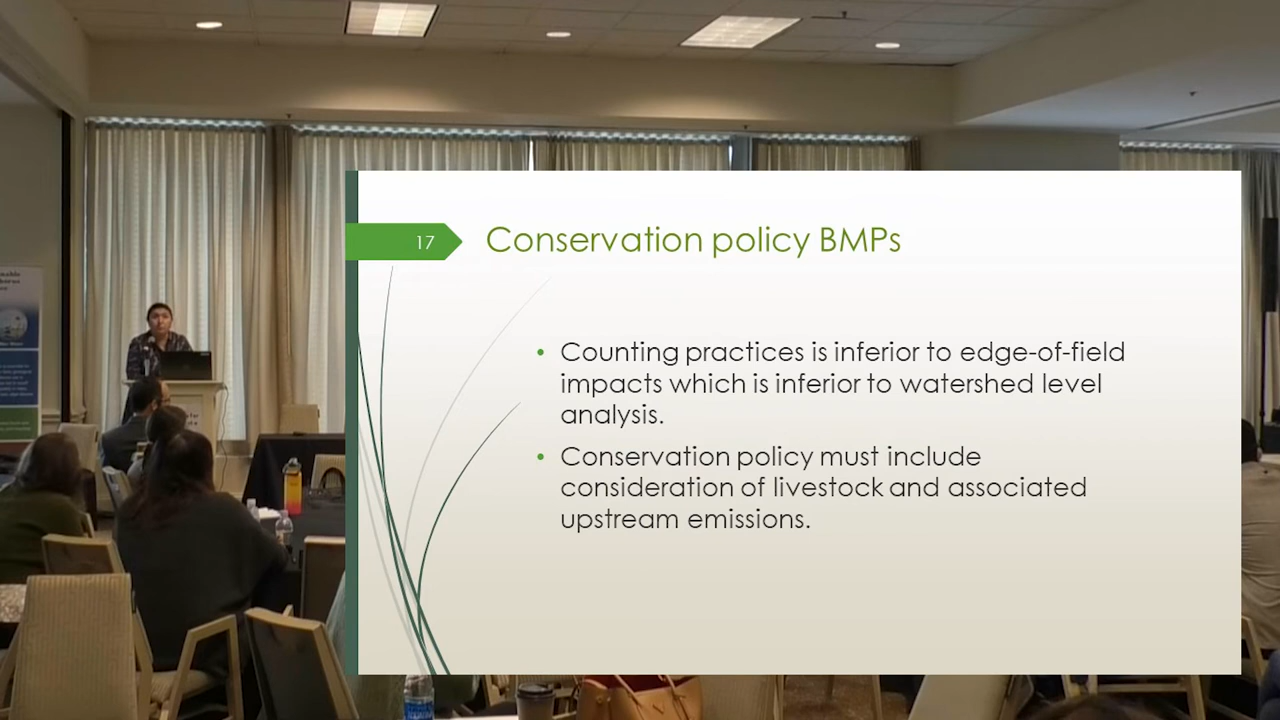 17
Conservation policy BMPs
• Counting practices is inferior to edge-of-field
impacts which is inferior to watershed level
analysis.
• Conservation policy must include
consideration of livestock and associated
upstream emissions.